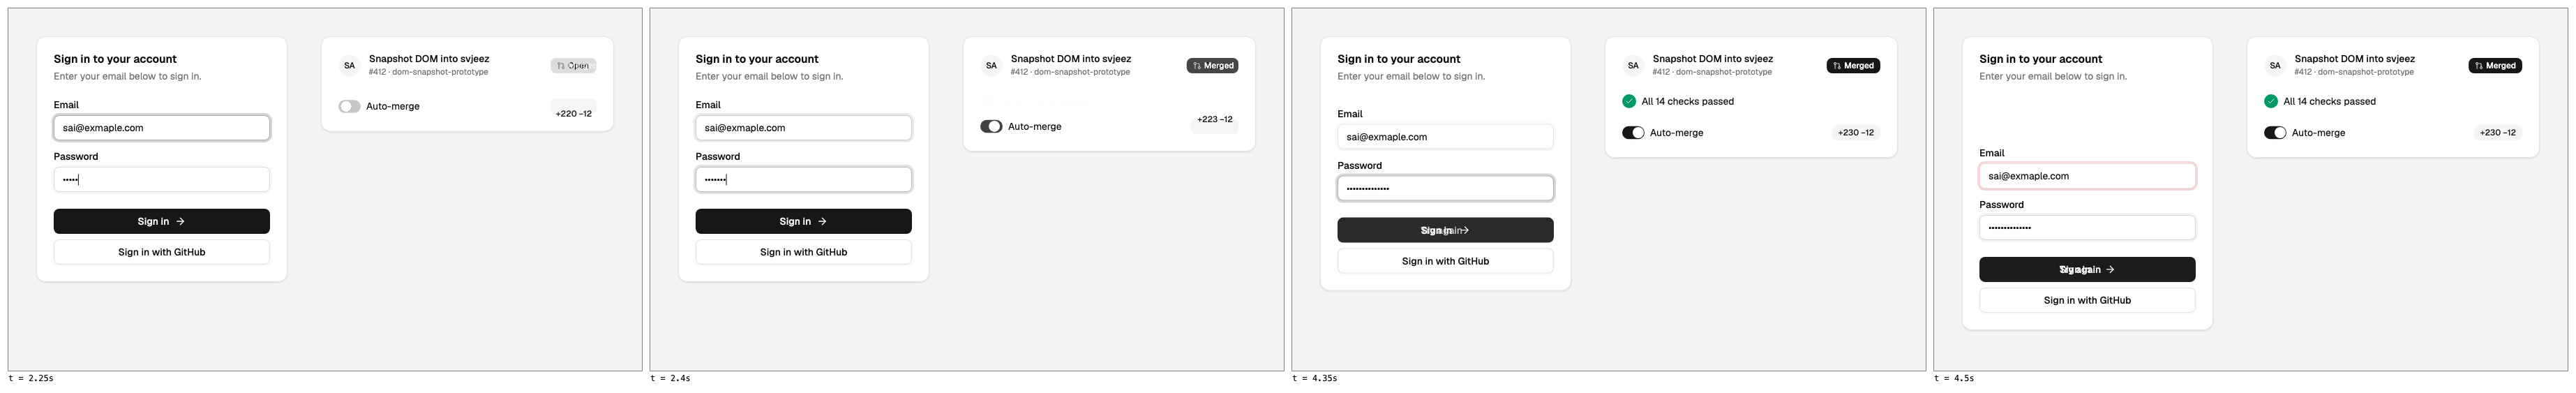 Sign in to your account
Enter your email below to sign in.
Email
sai@exmaple.com
Password
•••••
Sign in →
Sign in with GitHub
SA
Snapshot DOM into svjeez
#412 · dom-snapshot-prototype
Open
Auto-merge
+220 −12
t = 2.25s
Sign in to your account
Enter your email below to sign in.
Email
sai@exmaple.com
Password
•••••••
Sign in →
Sign in with GitHub
SA
Snapshot DOM into svjeez
#412 · dom-snapshot-prototype
Merged
Auto-merge
+223 −12
t = 2.4s
Sign in to your account
Enter your email below to sign in.
Email
sai@exmaple.com
Password
••••••••••••••
Sign in with GitHub
SA
Snapshot DOM into svjeez
#412 · dom-snapshot-prototype
Merged
All 14 checks passed
Auto-merge
+230 −12
t = 4.35s
Sign in to your account
Enter your email below to sign in.
Email
sai@exmaple.com
Password
••••••••••••••
Sign in with GitHub
SA
Snapshot DOM into svjeez
#412 · dom-snapshot-prototype
Merged
All 14 checks passed
Auto-merge
+230 −12
t = 4.5s